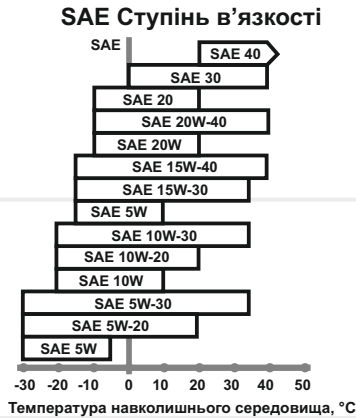 SAE Ступінь в’язкості
SAE
SAE 40
SAE 30
SAE 20
SAE 20W-40
SAE 20W
SAE 15W-40
SAE 15W-30
SAE 5W
SAE 10W-30
SAE 10W-20
SAE 10W
SAE 5W-30
SAE 5W-20
SAE 5W
-30 -20 -10 0 10 20 30 40 50
Температура навколишнього середовища, °C